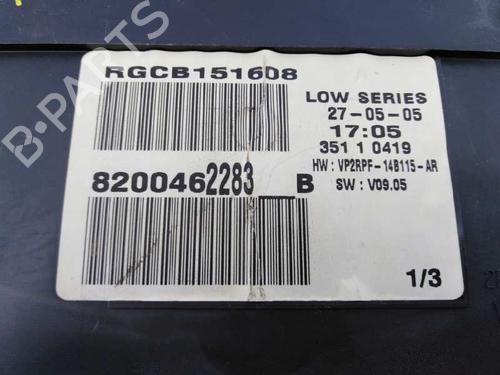 RGCB151608
LOW SERIES
27-05-05
17:05
351 1 0419
HW : VP2RPF-14B115-AR
SW : V09.05
8200462283__B
1/3
B-PARTS